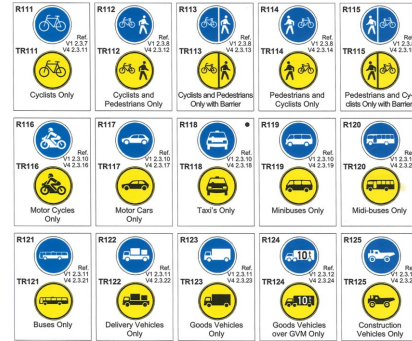 R111
Ref.
V1 2.3.7
TR111 V4 2.3.11
Cyclists Only
R112
Ref.
V1 2.3.8
TR112 V4 2.3.12
Cyclists and
Pedestrians Only
R113
Ref.
V1 2.3.8
TR113 V4 2.3.13
Cyclists and Pedestrians
Only with Barrier
R114
Ref.
V1 2.3.8
TR114 V4 2.3.14
Pedestrians and
Cyclists Only
R115
Ref.
TR115
Pedestrians and Cy-
clists Only with Barrier
R116
Ref.
V1 2.3.10
TR116 V4 2.3.16
Motor Cycles
Only
R117
Ref.
V1 2.3.10
TR117 V4 2.3.17
Motor Cars
Only
R118
Ref.
V1 2.3.10
TR118 V4 2.3.18
Taxi's Only
R119
Ref.
V1 2.3.10
TR119 V4 2.3.19
Minibuses Only
R120
Ref.
TR120
Midi-buses Only
R121
Ref.
V1 2.3.11
TR121 V4 2.3.21
Buses Only
R122
Ref.
V1 2.3.11
TR122 V4 2.3.22
Delivery Vehicles
Only
R123
Ref.
V1 2.3.11
TR123 V4 2.3.23
Goods Vehicles
Only
R124
10t
Ref.
V1 2.3.12
TR124 V4 2.3.24
10t
Goods Vehicles
over GVM Only
R125
Ref.
TR125
Construction
Vehicles Only